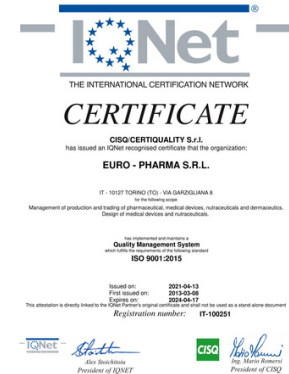 IQNet ®
THE INTERNATIONAL CERTIFICATION NETWORK
CERTIFICATE
CISQ/CERTIQUALITY S.r.l.
has issued an IQNet recognised certificate that the organization:
EURO - PHARMA S.R.L.
IT - 10127 TORINO (TO) - VIA GARZIGLIANA 8
for the following scope
Management of production and trading of pharmaceutical, medical devices, nutraceuticals and dermaceutics.
Design of medical devices and nutraceuticals.
has implemented and maintains a
Quality Management System
which fulfills the requirements of the following standard
ISO 9001:2015
Issued on: 2021-04-13
First issued on: 2013-03-08
Expires on: 2024-04-17
This attestation is directly linked to the IQNet Partner's original certificate and shall not be used as a stand-alone document
Registration number: IT-100251
IQNet
CISQ
Alex Stoichitoiu
President of IQNET
Ing. Mario Romersi
President of CISQ